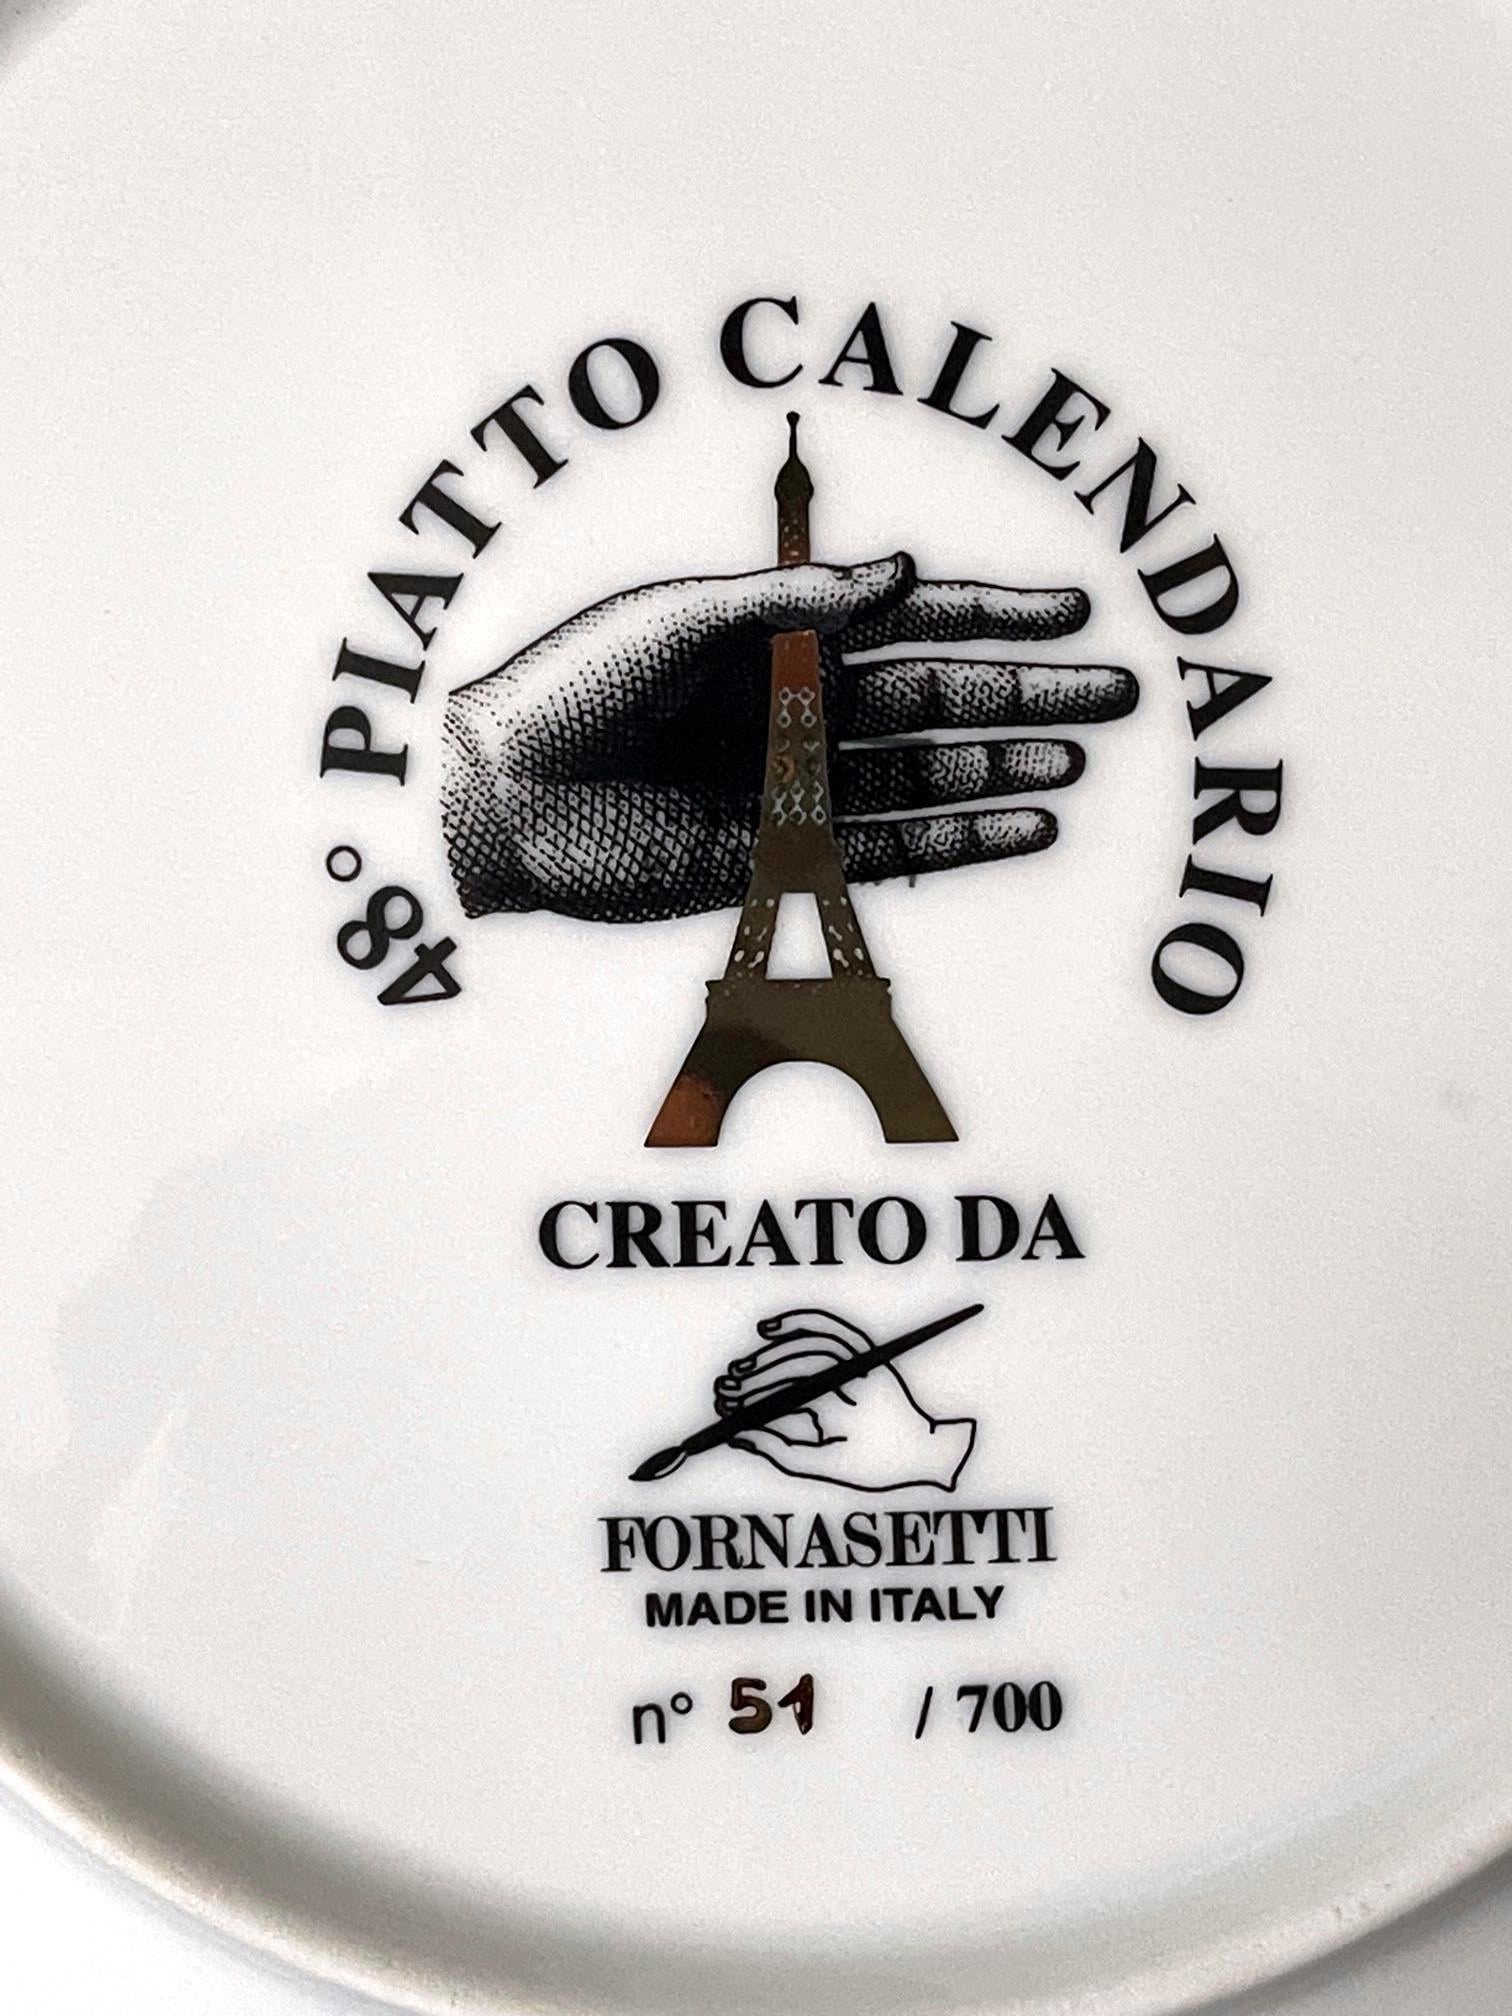 48° PIATTO CALENDARIO
CREATO DA
FORNASETTI
MADE IN ITALY
n° 51 / 700